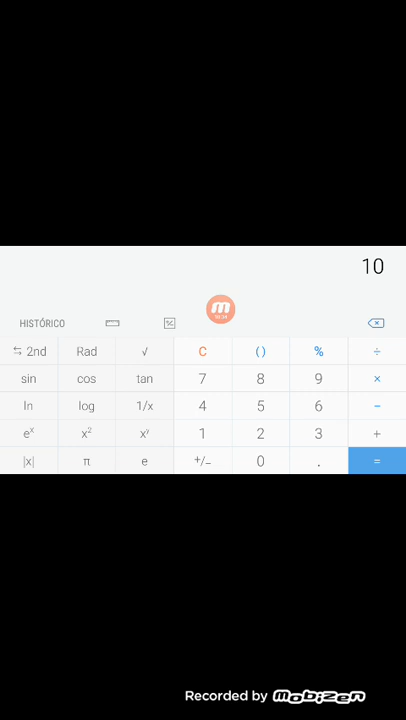 10
HISTÓRICO
⇆ 2nd Rad √ C ( ) % ÷
sin cos tan 7 8 9 ×
ln log 1/x 4 5 6 −
eˣ x² xʸ 1 2 3 +
|x| π e +/− 0 . =
Recorded by Mobizen